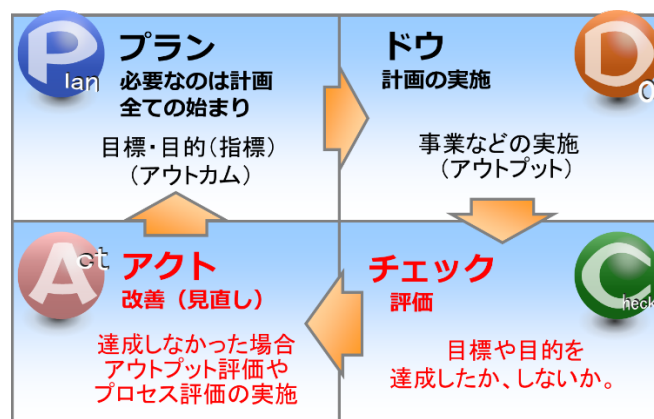 Plan
プラン
必要なのは計画
全ての始まり
目標・目的(指標)
(アウトカム)
Do
ドウ
計画の実施
事業などの実施
(アウトプット)
Act
アクト
改善(見直し)
達成しなかった場合
アウトプット評価や
プロセス評価の実施
Check
チェック
評価
目標や目的を
達成したか、しないか。